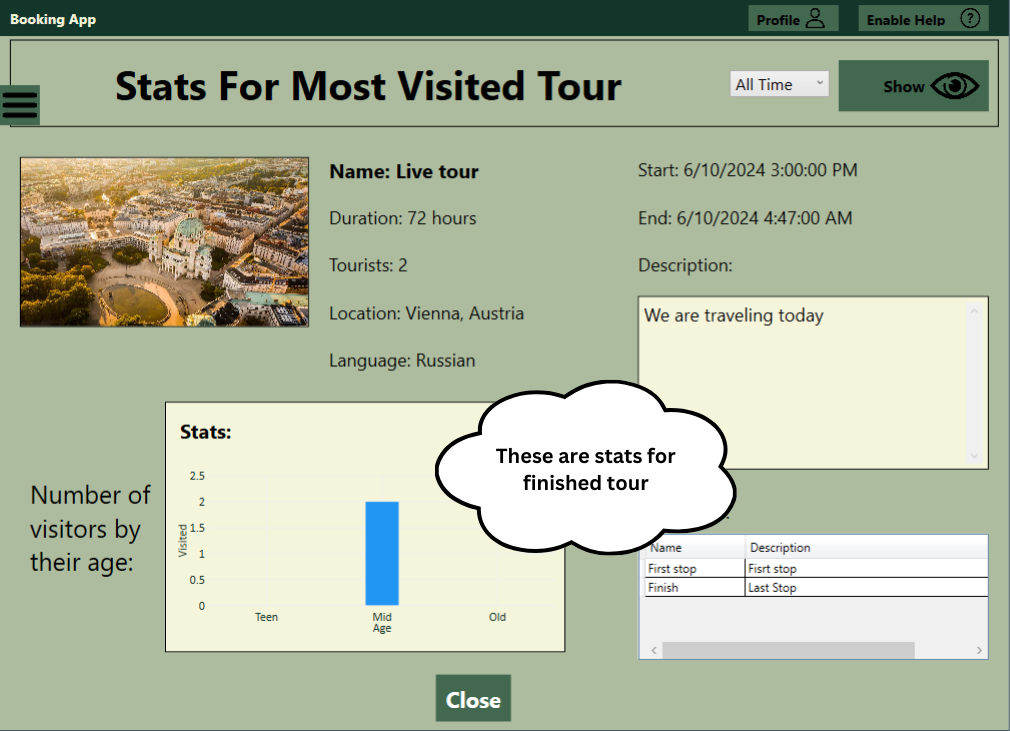 Booking App
Profile
Enable Help
?
Stats For Most Visited Tour
All Time
Show
Name: Live tour
Duration: 72 hours
Tourists: 2
Location: Vienna, Austria
Language: Russian
Start: 6/10/2024 3:00:00 PM
End: 6/10/2024 4:47:00 AM
Description:
We are traveling today
Number of
visitors by
their age:
Stats:
2.5
2
1.5
1
0.5
0
Visited
Teen
Mid
Age
Old
These are stats for
finished tour
Name Description
First stop Fisrt stop
Finish Last Stop
Close